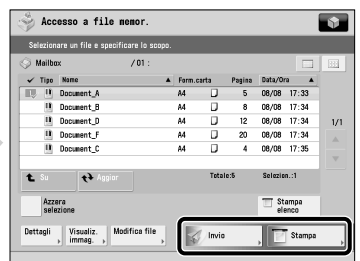 Accesso a file memor.
Selezionare un file e specificare lo scopo.
Mailbox /01 :
Tipo Nome Form.carta Pagine Data/Ora
Document_A A4 5 08/08 17:33
Document_B A4 8 08/08 17:34
Document_D A4 12 08/08 17:34
Document_F A4 20 08/08 17:34
Document_C A4 4 08/08 17:35
1/1
Su Aggior Totale:5 Selezion.:1
Azzera selezione
Stampa elenco
Dettagli Visualiz. immag. Modifica file Invio Stampa